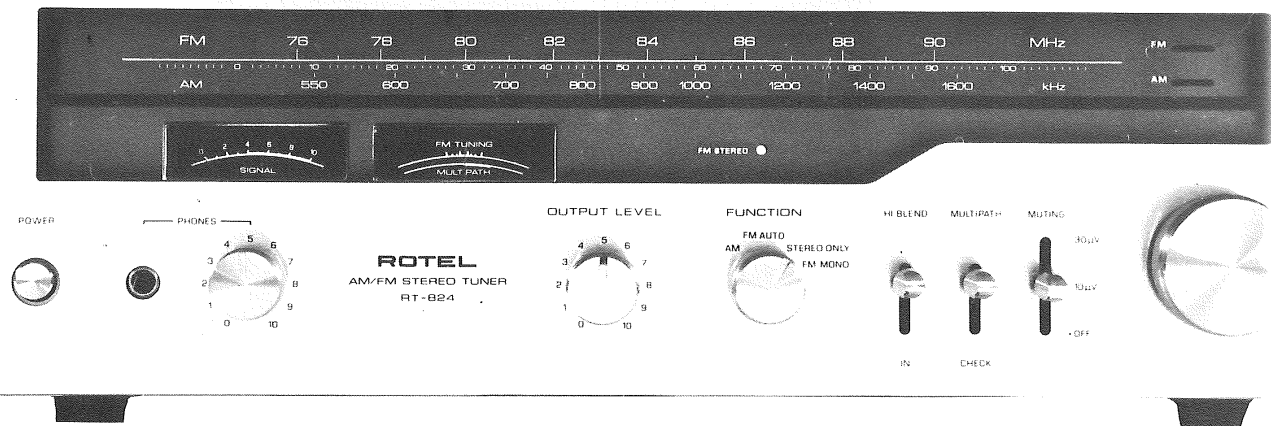 FM 76 78 80 82 84 86 88 90 MHz
0 10 20 30 40 50 60 70 80 90 100
AM 550 600 700 800 900 1000 1200 1400 1600 kHz
FM
AM
0 2 4 6 8 10
SIGNAL
FM TUNING
MULTIPATH
FM STEREO
POWER
PHONES
0 1 2 3 4 5 6 7 8 9 10
ROTEL
AM/FM STEREO TUNER
RT-824
OUTPUT LEVEL
0 1 2 3 4 5 6 7 8 9 10
FUNCTION
AM
FM AUTO
STEREO ONLY
FM MONO
HI BLEND
IN
MULTIPATH
CHECK
MUTING
30µV
10µV
•OFF